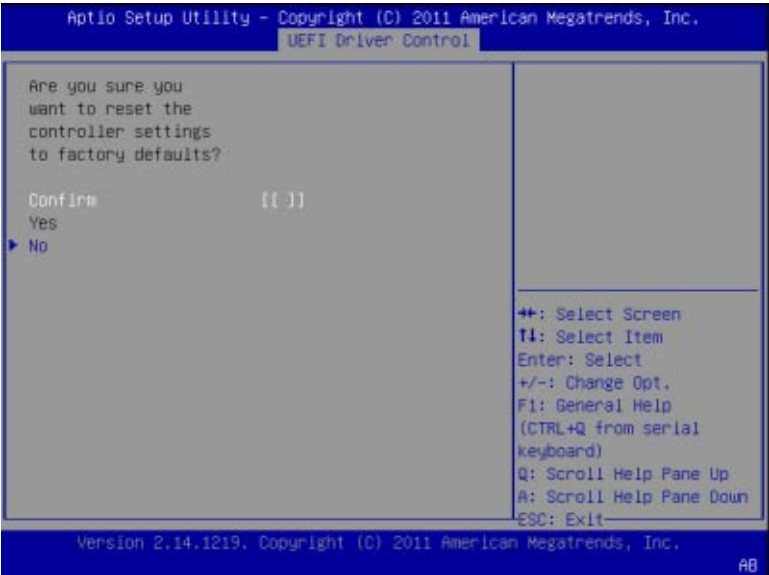 Aptio Setup Utility – Copyright (C) 2011 American Megatrends, Inc.
UEFI Driver Control
Are you sure you
want to reset the
controller settings
to factory defaults?
Confirm [[ ]]
Yes
No
→←: Select Screen
↑↓: Select Item
Enter: Select
+/-: Change Opt.
F1: General Help
(CTRL+Q from serial
keyboard)
Q: Scroll Help Pane Up
A: Scroll Help Pane Down
ESC: Exit
Version 2.14.1219. Copyright (C) 2011 American Megatrends, Inc.
AB